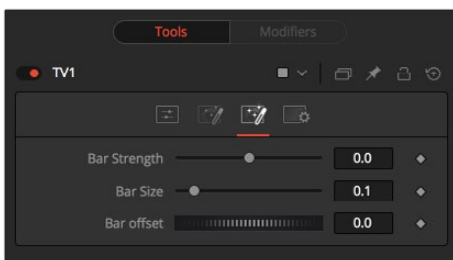 Tools Modifiers
TV1
Bar Strength 0.0
Bar Size 0.1
Bar offset 0.0